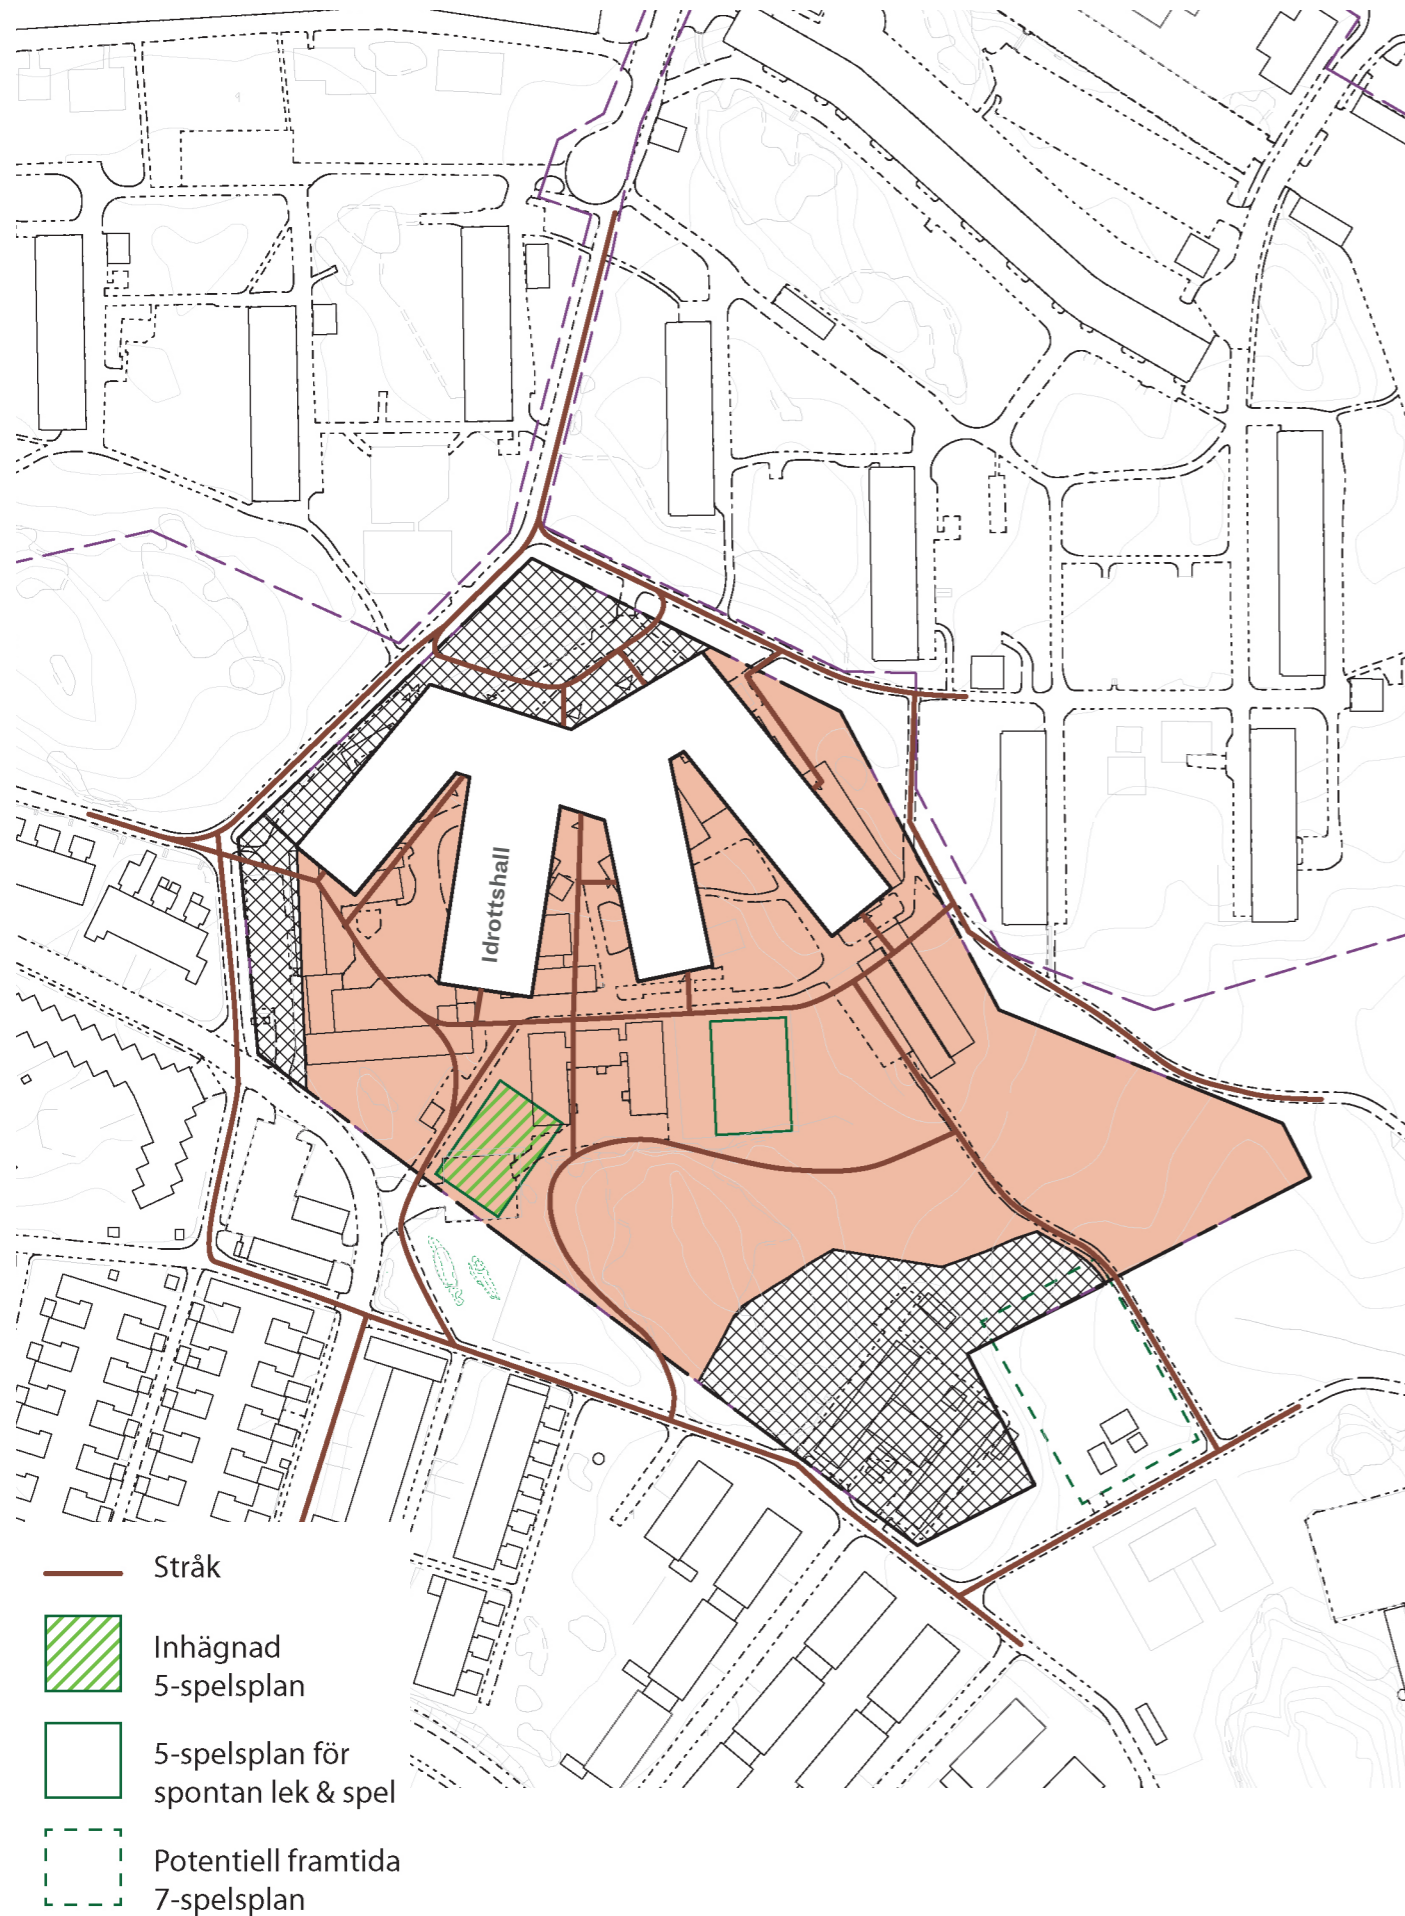 Idrottshall
Stråk
Inhägnad
5-spelsplan
5-spelsplan för
spontan lek & spel
Potentiell framtida
7-spelsplan